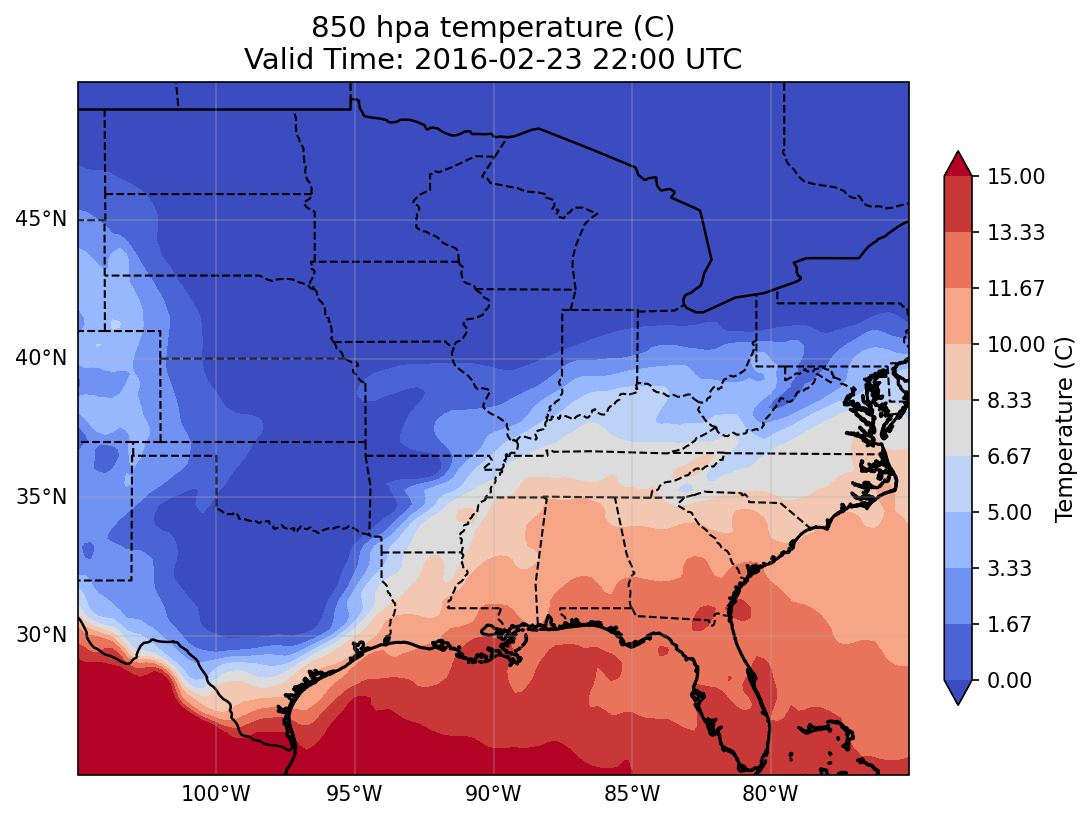 850 hpa temperature (C)
Valid Time: 2016-02-23 22:00 UTC
45°N
40°N
35°N
30°N
100°W
95°W
90°W
85°W
80°W
15.00
13.33
11.67
10.00
8.33
6.67
5.00
3.33
1.67
0.00
Temperature (C)